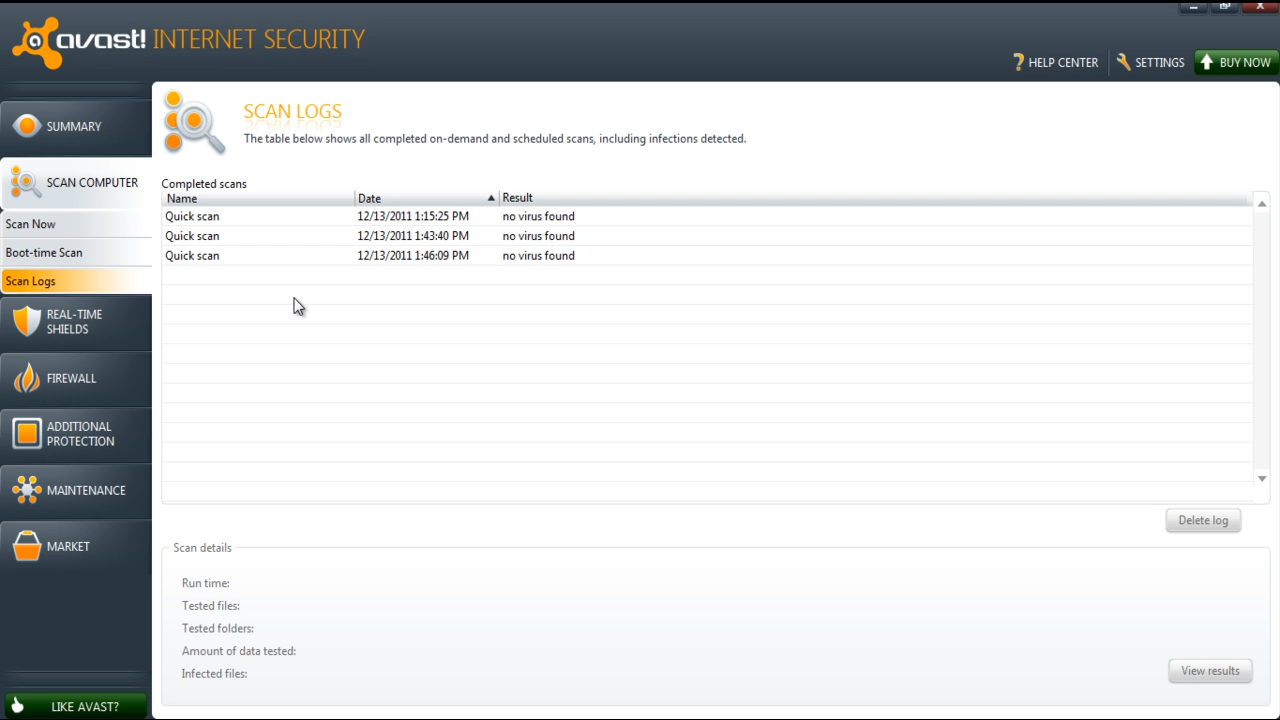 avast! INTERNET SECURITY
HELP CENTER
SETTINGS
BUY NOW
SUMMARY
SCAN COMPUTER
Scan Now
Boot-time Scan
Scan Logs
REAL-TIME
SHIELDS
FIREWALL
ADDITIONAL
PROTECTION
MAINTENANCE
MARKET
LIKE AVAST?
SCAN LOGS
The table below shows all completed on-demand and scheduled scans, including infections detected.
Completed scans
Name Date Result
Quick scan 12/13/2011 1:15:25 PM no virus found
Quick scan 12/13/2011 1:43:40 PM no virus found
Quick scan 12/13/2011 1:46:09 PM no virus found
Delete log
Scan details
Run time:
Tested files:
Tested folders:
Amount of data tested:
Infected files:
View results